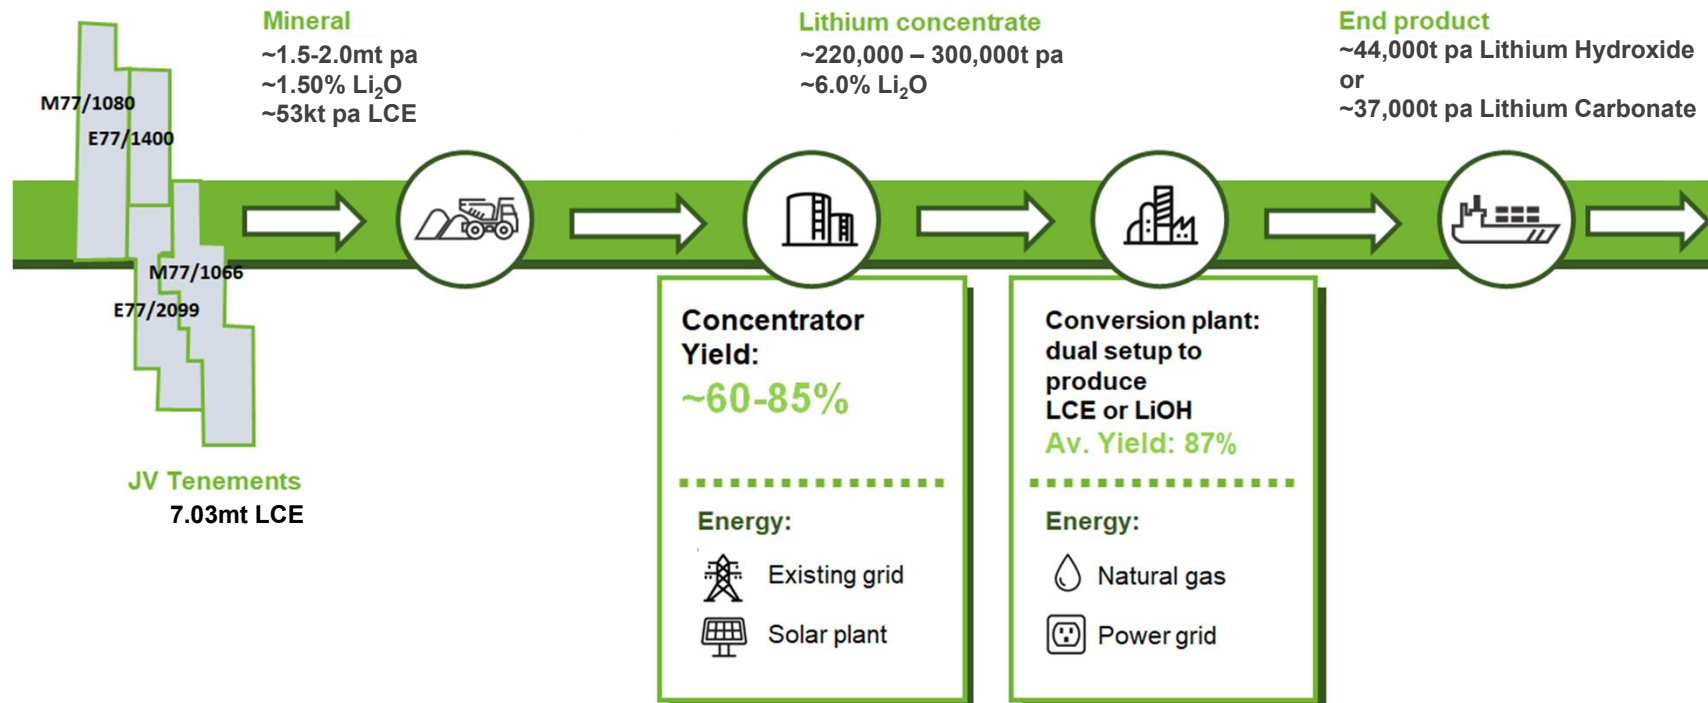 Mineral
~1.5-2.0mt pa
~1.50% Li₂O
~53kt pa LCE
Lithium concentrate
~220,000 – 300,000t pa
~6.0% Li₂O
End product
~44,000t pa Lithium Hydroxide
or
~37,000t pa Lithium Carbonate
M77/1080
E77/1400
M77/1066
E77/2099
JV Tenements
7.03mt LCE
Concentrator
Yield:
~60-85%
Energy:
Existing grid
Solar plant
Conversion plant:
dual setup to
produce
LCE or LiOH
Av. Yield: 87%
Energy:
Natural gas
Power grid